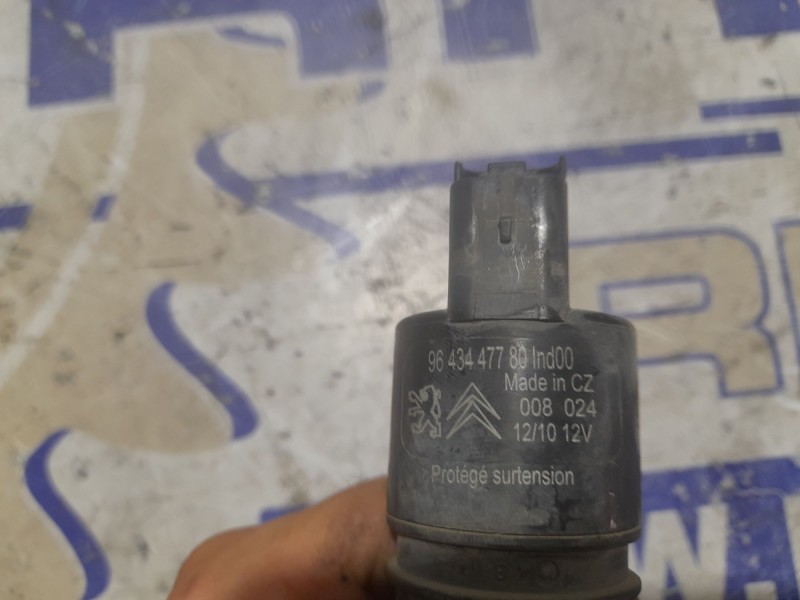 96 434 477 80 Ind00
Made in CZ
008 024
12/10 12V
Protégé surtension